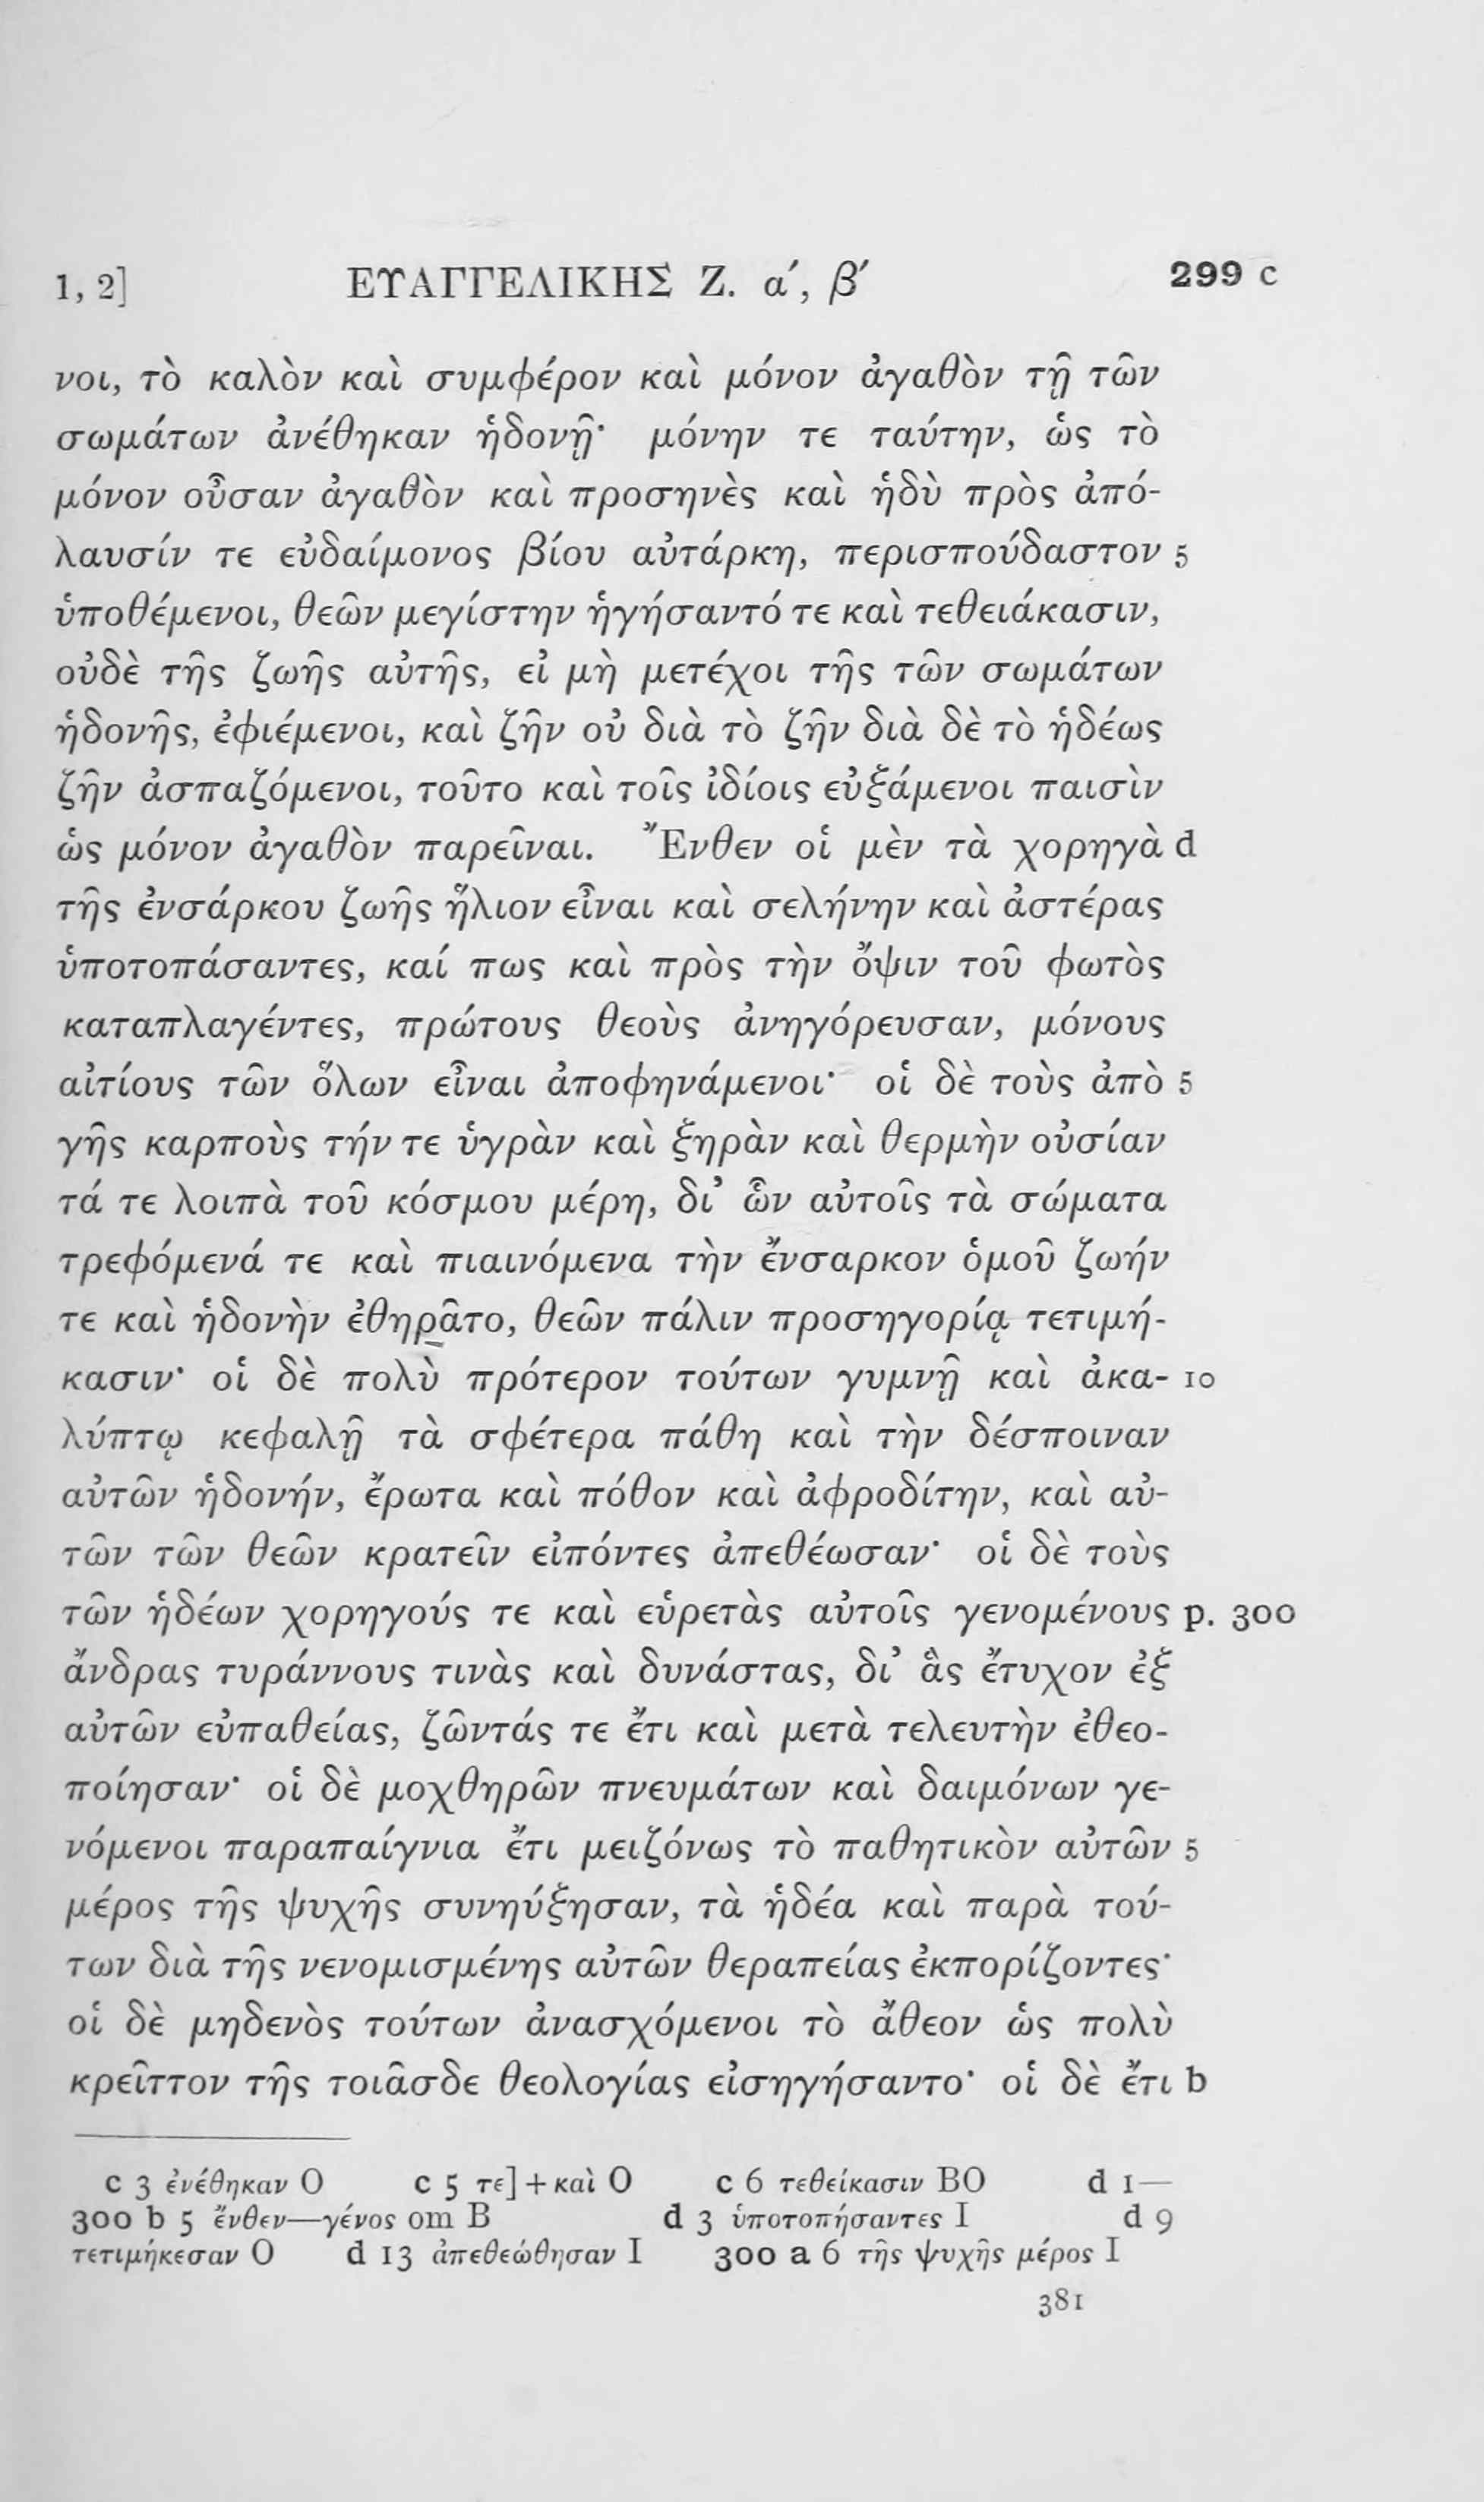 1, 2] ΕΥΑΓΓΕΛΙΚΗΣ Ζ. α′, β′ 299 c
νοι, τὸ καλὸν καὶ συμφέρον καὶ μόνον ἀγαθὸν τῇ τῶν
σωμάτων ἀνέθηκαν ἡδονῇ· μόνην τε ταύτην, ὡς τὸ
μόνον οὖσαν ἀγαθὸν καὶ προσηνὲς καὶ ἡδὺ πρὸς ἀπό-
λαυσίν τε εὐδαίμονος βίου αὐτάρκη, περισπούδαστον 5
ὑποθέμενοι, θεῶν μεγίστην ἡγήσαντό τε καὶ τεθειάκασιν,
οὐδὲ τῆς ζωῆς αὐτῆς, εἰ μὴ μετέχοι τῆς τῶν σωμάτων
ἡδονῆς, ἐφιέμενοι, καὶ ζῆν οὐ διὰ τὸ ζῆν διὰ δὲ τὸ ἡδέως
ζῆν ἀσπαζόμενοι, τοῦτο καὶ τοῖς ἰδίοις εὐξάμενοι παισὶν
ὡς μόνον ἀγαθὸν παρεῖναι. Ἔνθεν οἱ μὲν τὰ χορηγὰ d
τῆς ἐνσάρκου ζωῆς ἥλιον εἶναι καὶ σελήνην καὶ ἀστέρας
ὑποτοπάσαντες, καί πως καὶ πρὸς τὴν ὄψιν τοῦ φωτὸς
καταπλαγέντες, πρώτους θεοὺς ἀνηγόρευσαν, μόνους
αἰτίους τῶν ὅλων εἶναι ἀποφηνάμενοι· οἱ δὲ τοὺς ἀπὸ 5
γῆς καρποὺς τήν τε ὑγρὰν καὶ ξηρὰν καὶ θερμὴν οὐσίαν
τά τε λοιπὰ τοῦ κόσμου μέρη, δι’ ὧν αὐτοῖς τὰ σώματα
τρεφόμενά τε καὶ πιαινόμενα τὴν ἔνσαρκον ὁμοῦ ζωήν
τε καὶ ἡδονὴν ἐθηρᾶτο, θεῶν πάλιν προσηγορίᾳ τετιμή-
κασιν· οἱ δὲ πολὺ πρότερον τούτων γυμνῇ καὶ ἀκα- 10
λύπτῳ κεφαλῇ τὰ σφέτερα πάθη καὶ τὴν δέσποιναν
αὐτῶν ἡδονήν, ἔρωτα καὶ πόθον καὶ ἀφροδίτην, καὶ αὐ-
τῶν τῶν θεῶν κρατεῖν εἰπόντες ἀπεθέωσαν· οἱ δὲ τοὺς
τῶν ἡδέων χορηγούς τε καὶ εὑρετὰς αὐτοῖς γενομένους p. 300
ἄνδρας τυράννους τινὰς καὶ δυνάστας, δι’ ἃς ἔτυχον ἐξ
αὐτῶν εὐπαθείας, ζῶντάς τε ἔτι καὶ μετὰ τελευτὴν ἐθεο-
ποίησαν· οἱ δὲ μοχθηρῶν πνευμάτων καὶ δαιμόνων γε-
νόμενοι παραπαίγνια ἔτι μειζόνως τὸ παθητικὸν αὐτῶν 5
μέρος τῆς ψυχῆς συνηύξησαν, τὰ ἡδέα καὶ παρὰ τού-
των διὰ τῆς νενομισμένης αὐτῶν θεραπείας ἐκπορίζοντες·
οἱ δὲ μηδενὸς τούτων ἀνασχόμενοι τὸ ἄθεον ὡς πολὺ
κρεῖττον τῆς τοιᾶσδε θεολογίας εἰσηγήσαντο· οἱ δὲ ἔτι b
c 3 ἐνέθηκαν O c 5 τε] + καὶ O c 6 τεθείκασιν BO d 1—
300 b 5 ἔνθεν—γένος om B d 3 ὑποτοπήσαντες I d 9
τετιμήκεσαν O d 13 ἀπεθεώθησαν I 300 a 6 τῆς ψυχῆς μέρος I
381